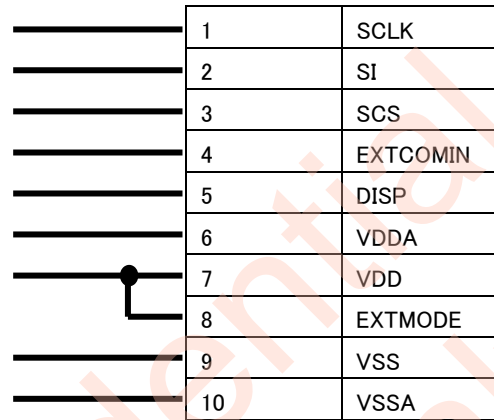 1 SCLK
2 SI
3 SCS
4 EXTCOMIN
5 DISP
6 VDDA
7 VDD
8 EXTMODE
9 VSS
10 VSSA